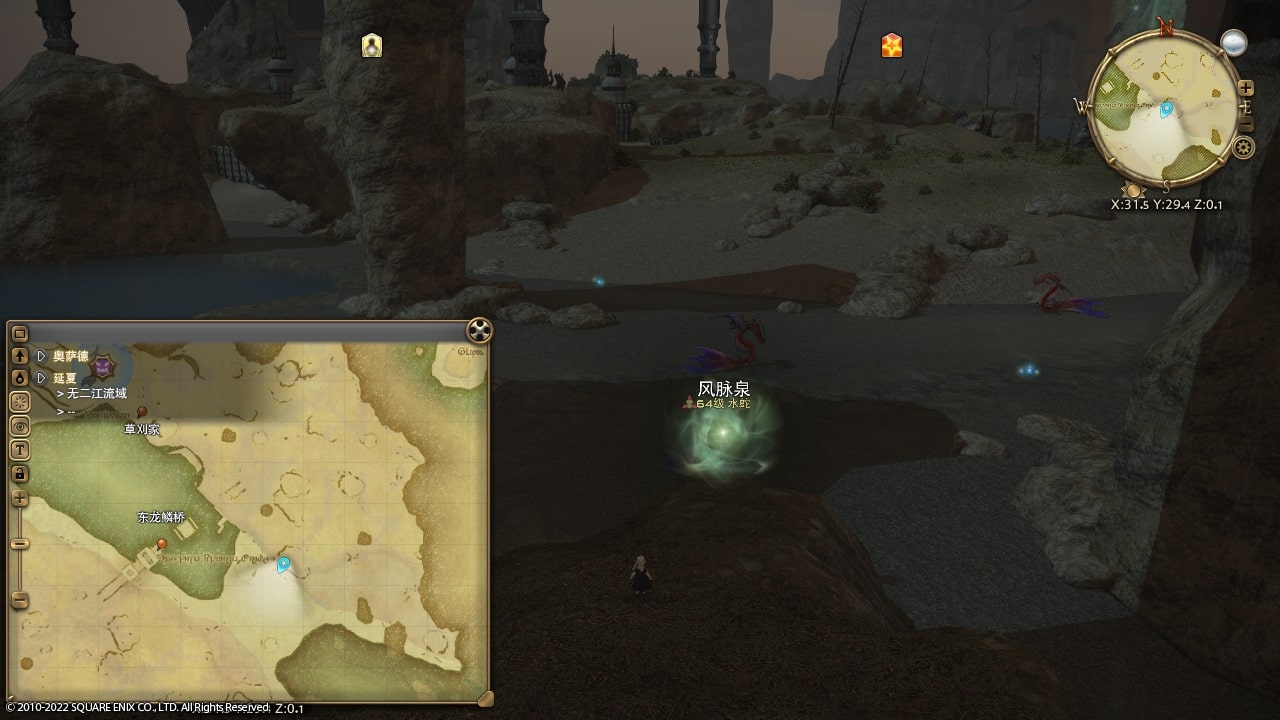 N
W
E
S
X:31.5 Y:29.4 Z:0.1
奥萨德
延夏
> 无二江流域
> --
草刈家
东龙鳞桥
T
风脉泉
64级 水蛇
© 2010-2022 SQUARE ENIX CO., LTD. All Rights Reserved.
Z:0.1